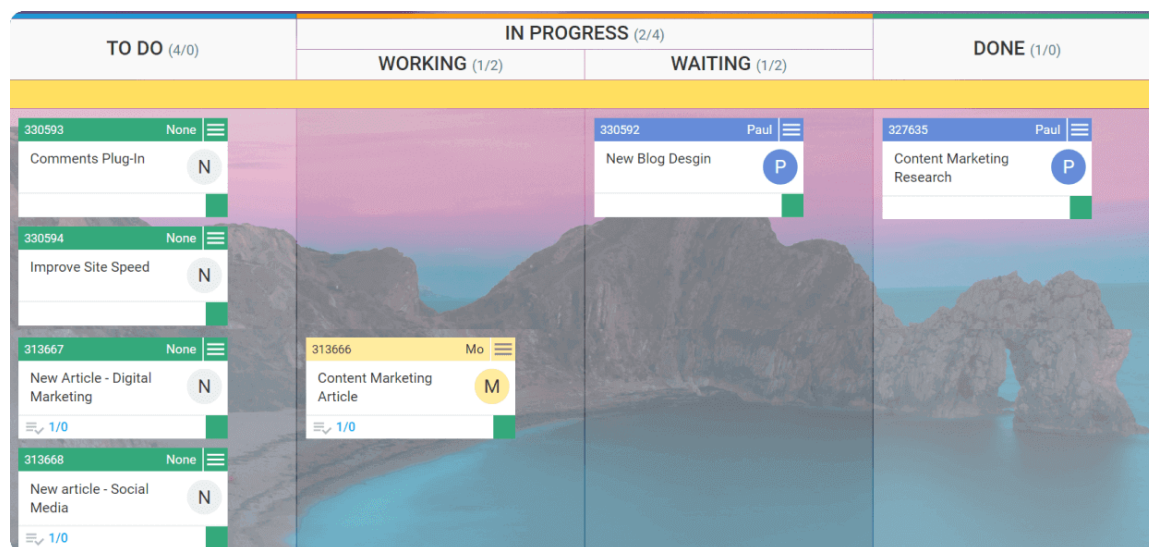 TO DO (4/0)
IN PROGRESS (2/4)
WORKING (1/2)
WAITING (1/2)
DONE (1/0)
330593 None
Comments Plug-In
N
330594 None
Improve Site Speed
N
313667 None
New Article - Digital
Marketing
N
1/0
313668 None
New article - Social
Media
N
1/0
313666 Mo
Content Marketing
Article
M
1/0
330592 Paul
New Blog Desgin
P
327635 Paul
Content Marketing
Research
P